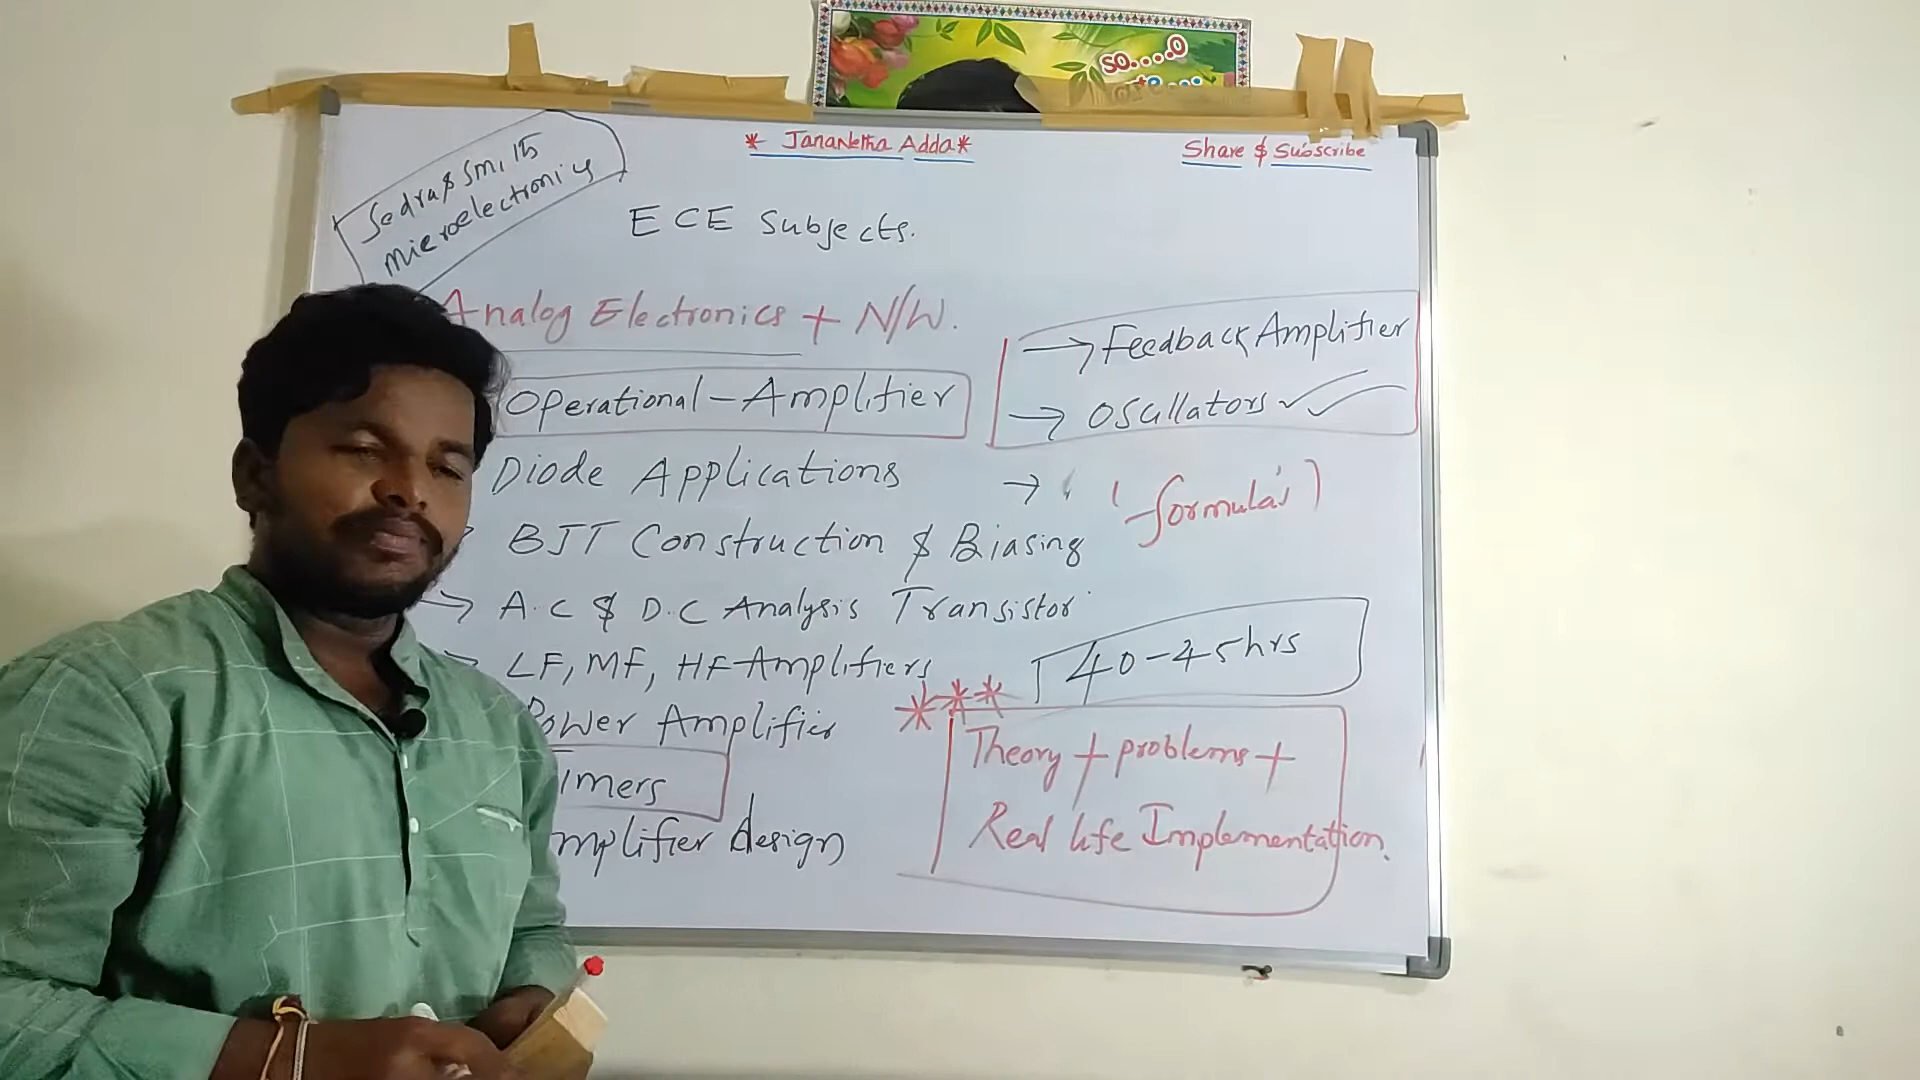 so....o
* JanaNetha Adda*
Share & Subscribe
Sedra & Smith
microelectronics
ECE Subjects.
Analog Electronics + N/W.
Operational-Amplifier
Diode Applications
BJT Construction & Biasing
→ A.C & D.C Analysis Transistor
LF, MF, HF-Amplifiers
Power Amplifier
imers
mplifier design
→ Feedback Amplifier
→ Oscillators ✓✓
→ (formula's)
40-45hrs
***
Theory + problems +
Real life Implementation.